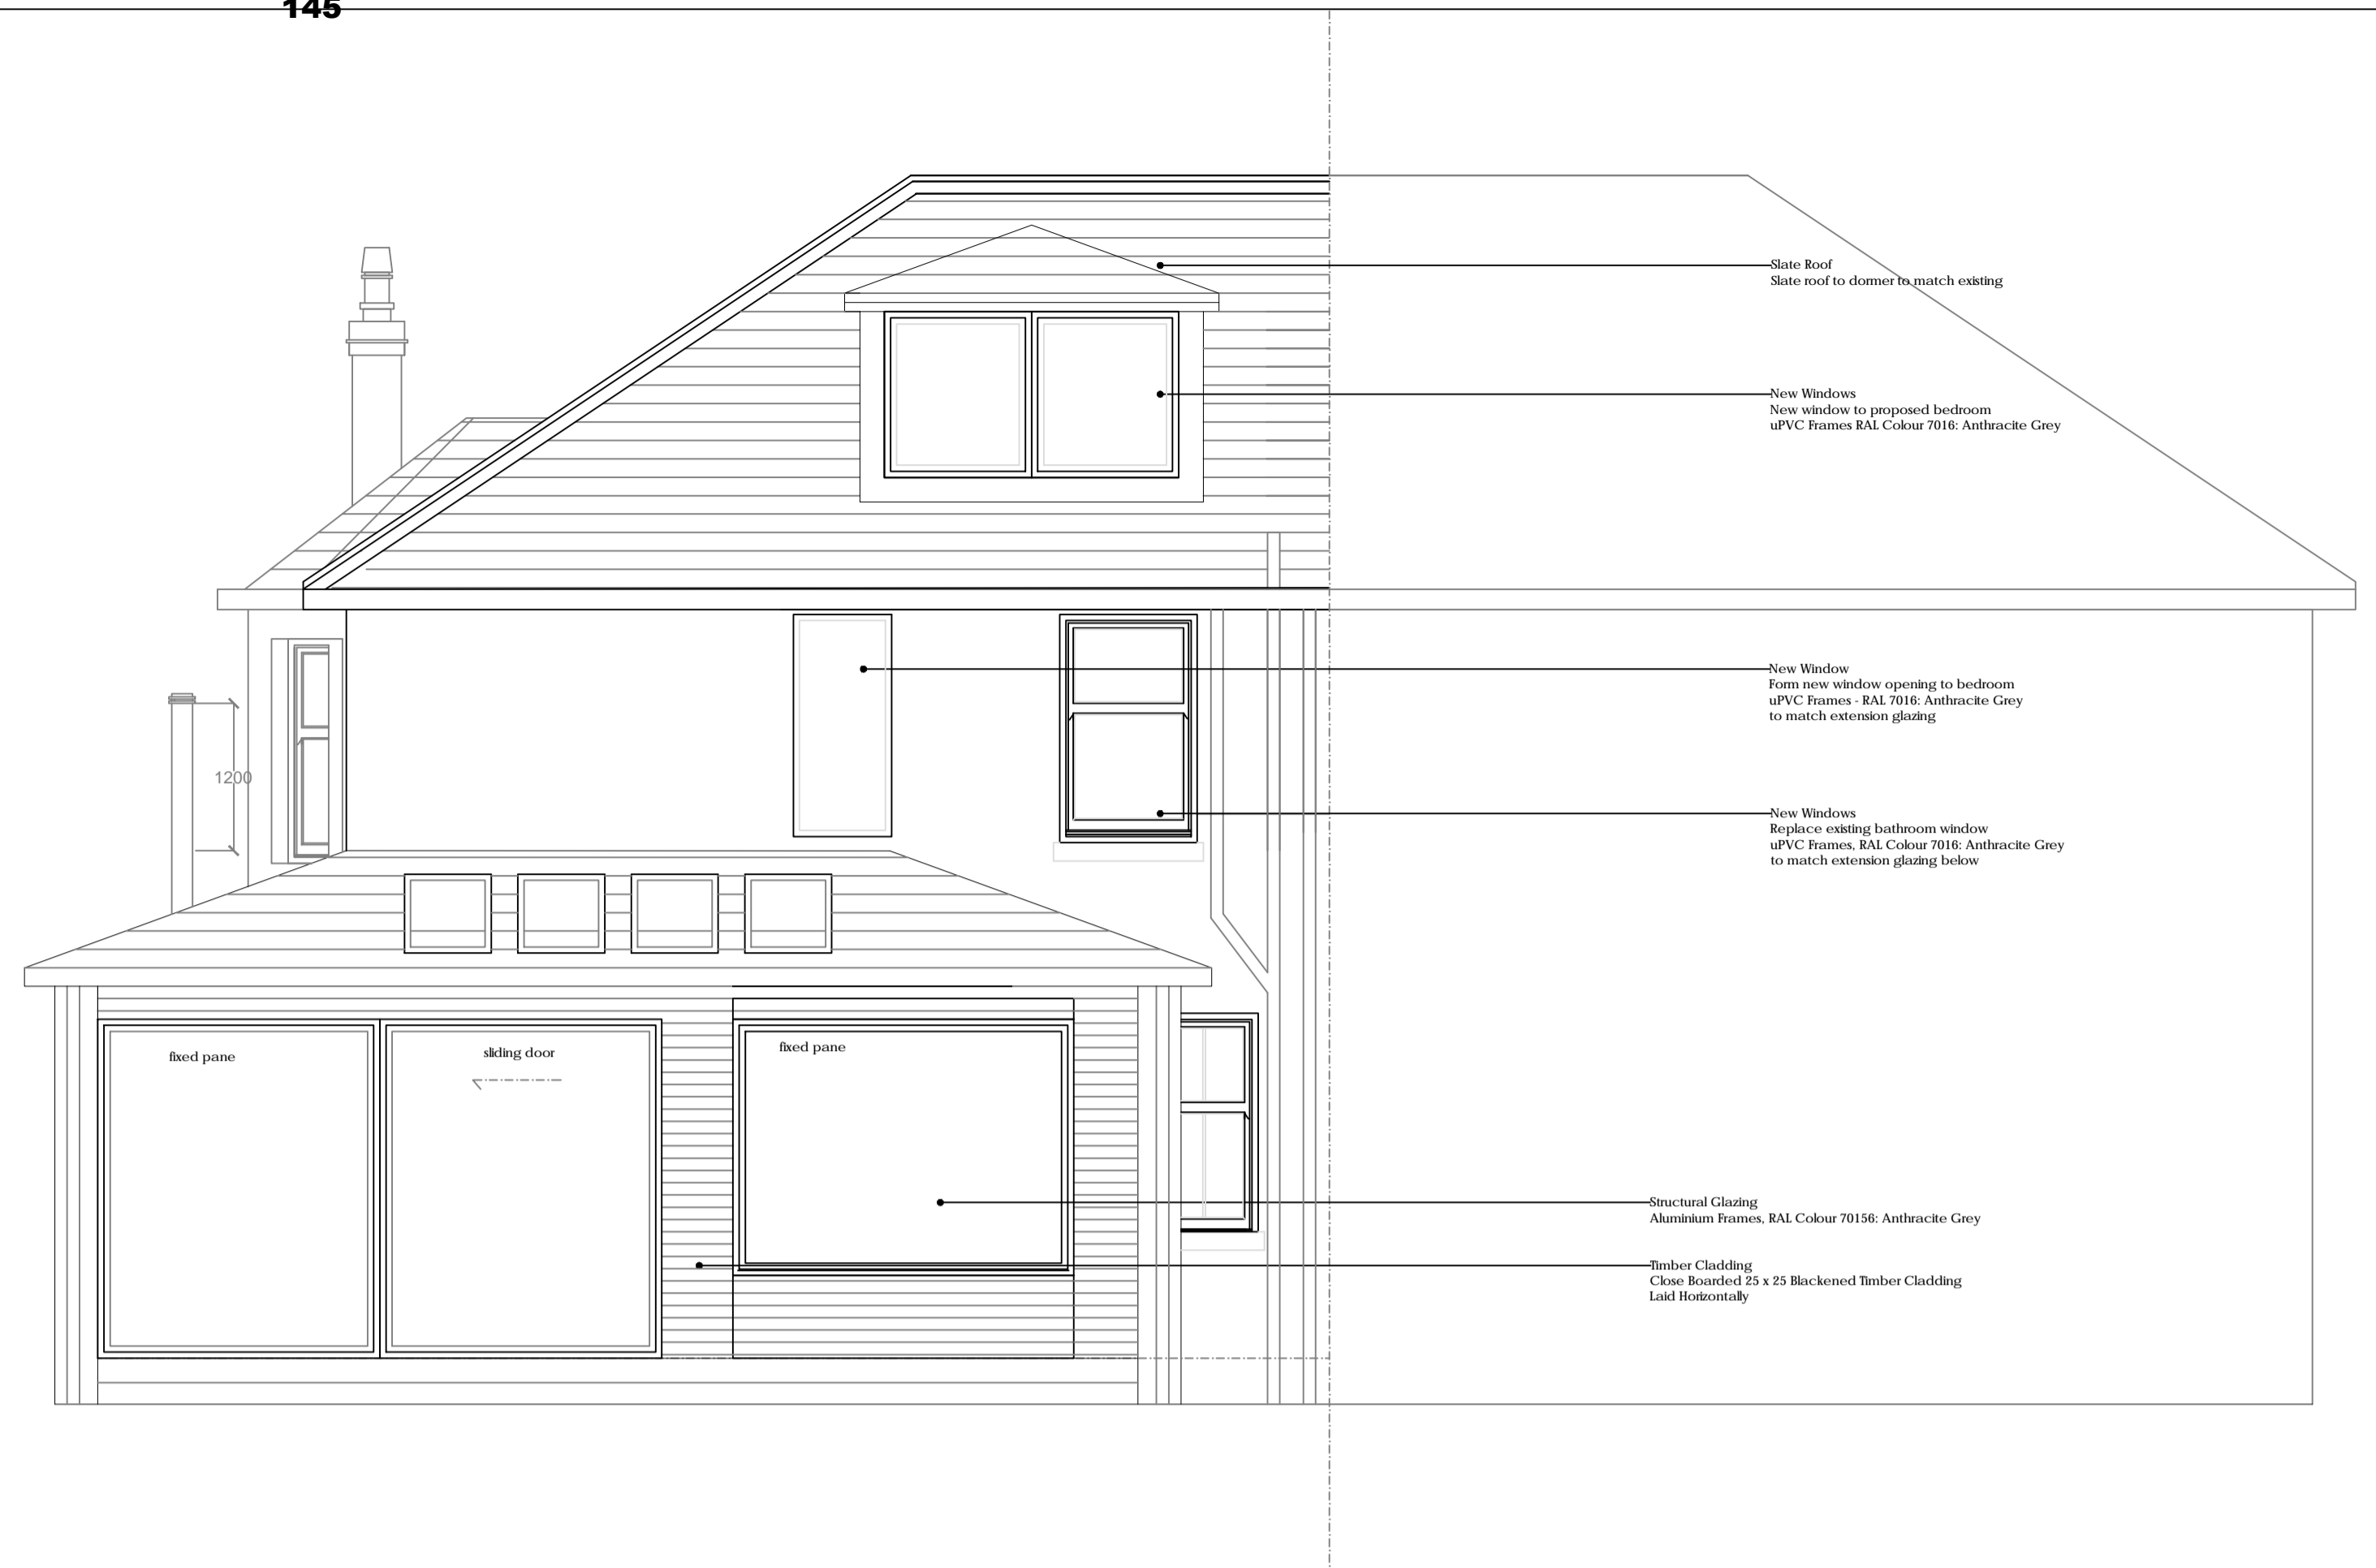 145
Slate Roof
Slate roof to dormer to match existing
New Windows
New window to proposed bedroom
uPVC Frames RAL Colour 7016: Anthracite Grey
New Window
Form new window opening to bedroom
uPVC Frames - RAL 7016: Anthracite Grey
to match extension glazing
1200
New Windows
Replace existing bathroom window
uPVC Frames, RAL Colour 7016: Anthracite Grey
to match extension glazing below
fixed pane
sliding door
fixed pane
Structural Glazing
Aluminium Frames, RAL Colour 70156: Anthracite Grey
Timber Cladding
Close Boarded 25 x 25 Blackened Timber Cladding
Laid Horizontally